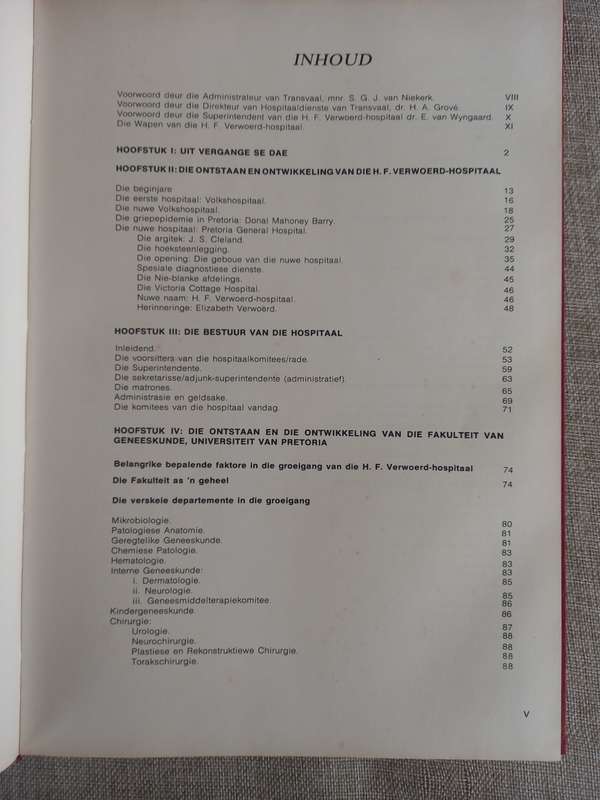 INHOUD
Voorwoord deur die Administrateur van Transvaal, mnr. S. G. J. van Niekerk. VIII
Voorwoord deur die Direkteur van Hospitaaldienste van Transvaal, dr. H. A. Grové. IX
Voorwoord deur die Superintendent van die H. F. Verwoerd-hospitaal dr. E. van Wyngaard. X
Die Wapen van die H. F. Verwoerd-hospitaal. XI
HOOFSTUK I: UIT VERGANGE SE DAE 2
HOOFSTUK II: DIE ONTSTAAN EN ONTWIKKELING VAN DIE H. F. VERWOERD-HOSPITAAL
Die beginjare 13
Die eerste hospitaal: Volkshospitaal. 16
Die nuwe Volkshospitaal. 18
Die griepepidemie in Pretoria: Donal Mahoney Barry. 25
Die nuwe hospitaal: Pretoria General Hospital. 27
Die argitek: J. S. Cleland. 29
Die hoeksteenlegging. 32
Die opening: Die geboue van die nuwe hospitaal. 35
Spesiale diagnostiese dienste. 44
Die Nie-blanke afdelings. 45
Die Victoria Cottage Hospital. 46
Nuwe naam: H. F. Verwoerd-hospitaal. 46
Herinneringe: Elizabeth Verwoerd. 48
HOOFSTUK III: DIE BESTUUR VAN DIE HOSPITAAL
Inleidend. 52
Die voorsitters van die hospitaalkomitees/rade. 53
Die Superintendente. 59
Die sekretarisse/adjunk-superintendente (administratief). 63
Die matrones. 65
Administrasie en geldsake. 69
Die komitees van die hospitaal vandag. 71
HOOFSTUK IV: DIE ONTSTAAN EN DIE ONTWIKKELING VAN DIE FAKULTEIT VAN
GENEESKUNDE, UNIVERSITEIT VAN PRETORIA
Belangrike bepalende faktore in die groeigang van die H. F. Verwoerd-hospitaal 74
Die Fakulteit as 'n geheel 74
Die verskeie departemente in die groeigang
Mikrobiologie. 80
Patologiese Anatomie. 81
Geregtelike Geneeskunde. 81
Chemiese Patologie. 83
Hematologie. 83
Interne Geneeskunde: 83
i. Dermatologie. 85
ii. Neurologie. 85
iii. Geneesmiddelterapiekomitee. 86
Kindergeneeskunde. 86
Chirurgie: 87
Urologie. 88
Neurochirurgie. 88
Plastiese en Rekonstruktiewe Chirurgie. 88
Torakschirurgie. 88
V